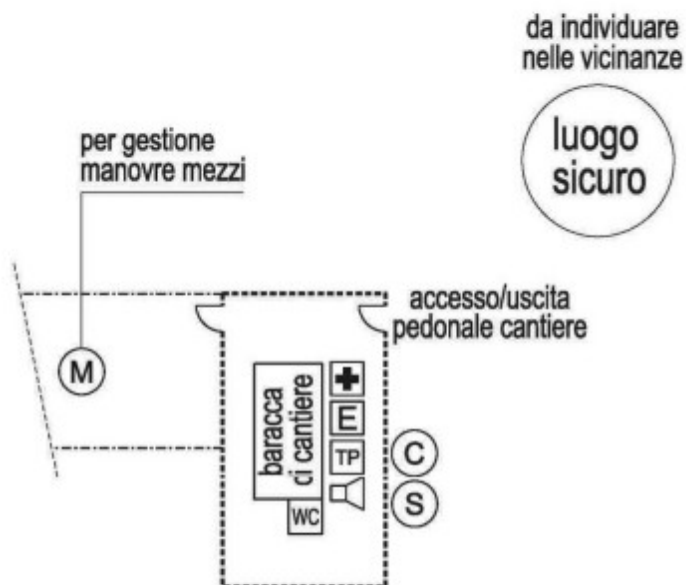 da individuare
nelle vicinanze
luogo
sicuro
per gestione
manovre mezzi
accesso/uscita
pedonale cantiere
M
baracca
di cantiere
E
TP
WC
C
S